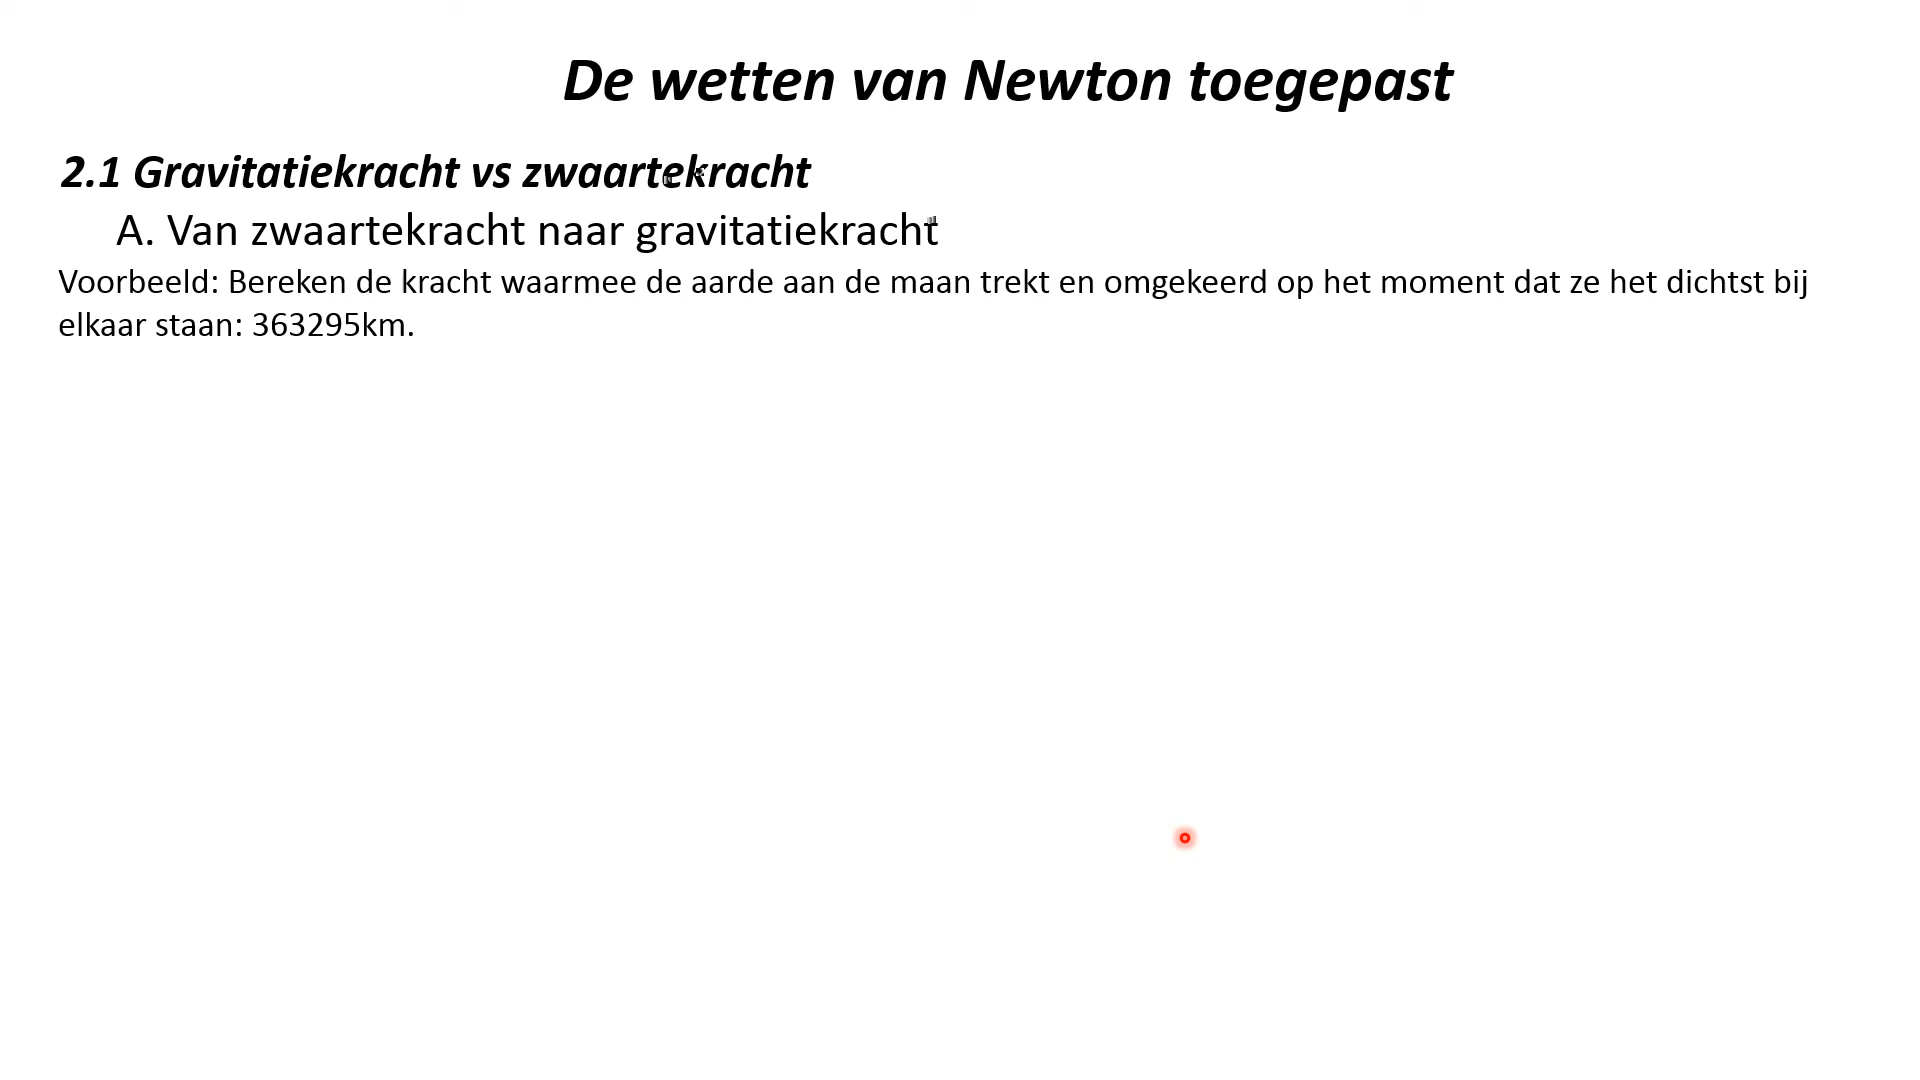 De wetten van Newton toegepast
2.1 Gravitatiekracht vs zwaartekracht
A. Van zwaartekracht naar gravitatiekracht
Voorbeeld: Bereken de kracht waarmee de aarde aan de maan trekt en omgekeerd op het moment dat ze het dichtst bij
elkaar staan: 363295km.